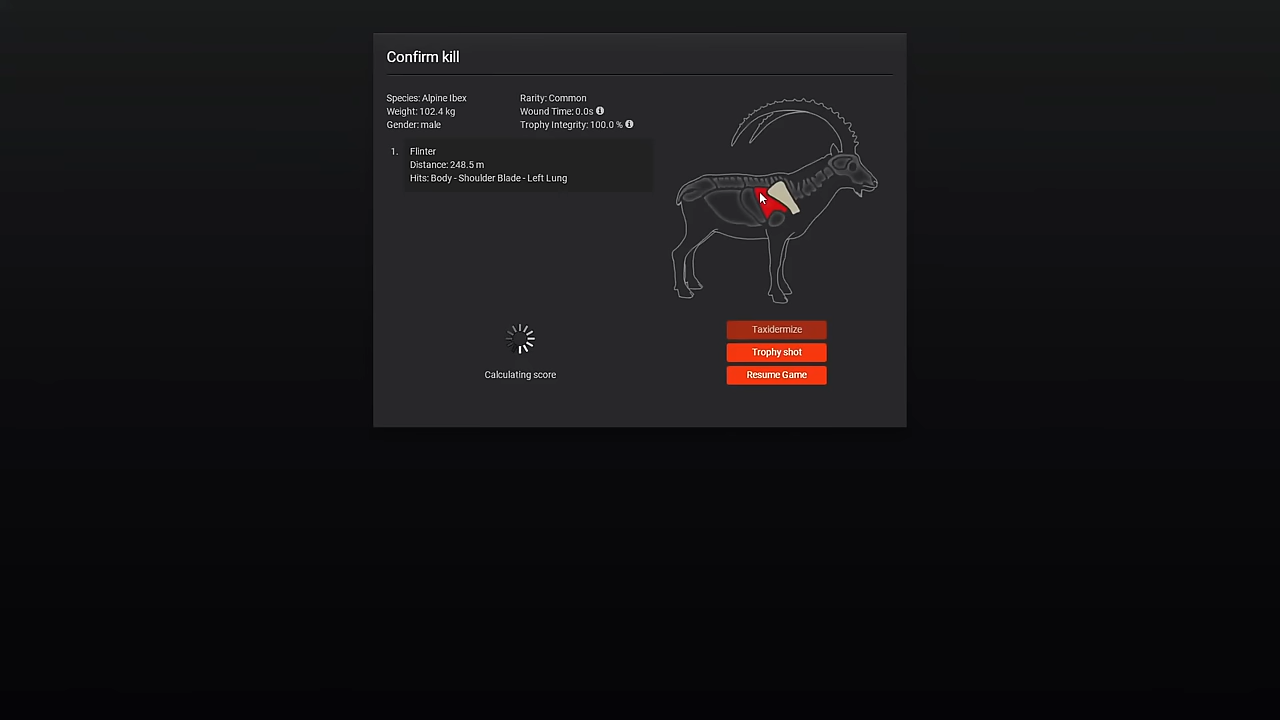 Confirm kill
Species: Alpine Ibex
Weight: 102.4 kg
Gender: male
Rarity: Common
Wound Time: 0.0s
Trophy Integrity: 100.0 %
1. Flinter
Distance: 248.5 m
Hits: Body - Shoulder Blade - Left Lung
Calculating score
Taxidermize
Trophy shot
Resume Game